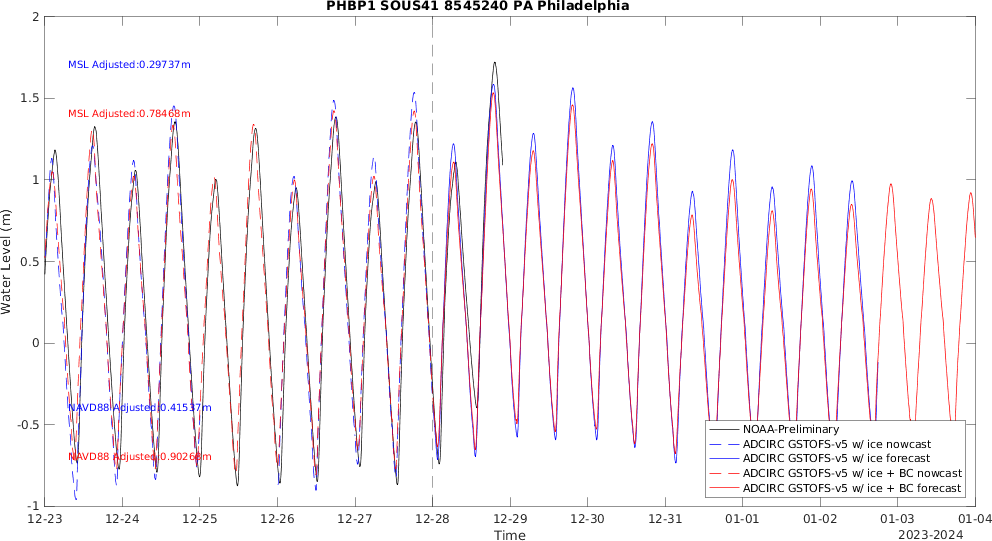 PHBP1 SOUS41 8545240 PA Philadelphia
2
1.5
1
0.5
0
-0.5
-1
Water Level (m)
MSL Adjusted:0.29737m
MSL Adjusted:0.78468m
NAVD88 Adjusted:0.41537m
NAVD88 Adjusted:0.90268m
NOAA-Preliminary
ADCIRC GSTOFS-v5 w/ ice nowcast
ADCIRC GSTOFS-v5 w/ ice forecast
ADCIRC GSTOFS-v5 w/ ice + BC nowcast
ADCIRC GSTOFS-v5 w/ ice + BC forecast
12-23 12-24 12-25 12-26 12-27 12-28 12-29 12-30 12-31 01-01 01-02 01-03 01-04
Time
2023-2024